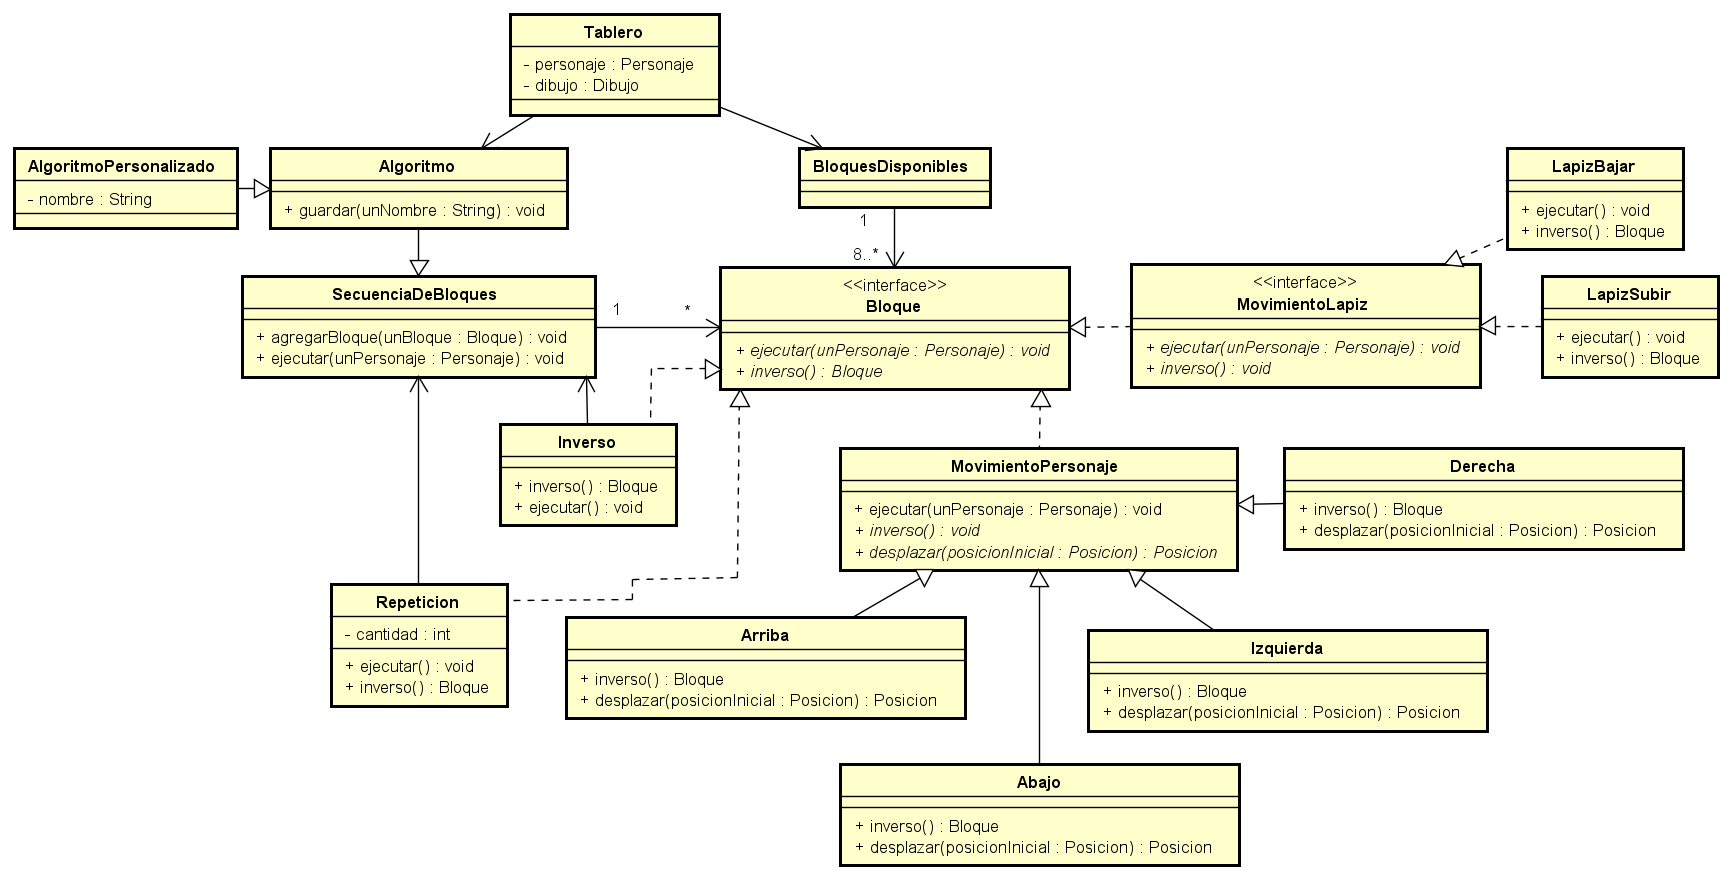 Tablero
- personaje : Personaje
- dibujo : Dibujo
AlgoritmoPersonalizado
- nombre : String
Algoritmo
+ guardar(unNombre : String) : void
BloquesDisponibles
1
8..*
LapizBajar
+ ejecutar() : void
+ inverso() : Bloque
SecuenciaDeBloques
+ agregarBloque(unBloque : Bloque) : void
+ ejecutar(unPersonaje : Personaje) : void
1
*
<<interface>>
Bloque
+ ejecutar(unPersonaje : Personaje) : void
+ inverso() : Bloque
<<interface>>
MovimientoLapiz
+ ejecutar(unPersonaje : Personaje) : void
+ inverso() : void
LapizSubir
+ ejecutar() : void
+ inverso() : Bloque
Inverso
+ inverso() : Bloque
+ ejecutar() : void
MovimientoPersonaje
+ ejecutar(unPersonaje : Personaje) : void
+ inverso() : void
+ desplazar(posicionInicial : Posicion) : Posicion
Derecha
+ inverso() : Bloque
+ desplazar(posicionInicial : Posicion) : Posicion
Repeticion
- cantidad : int
+ ejecutar() : void
+ inverso() : Bloque
Arriba
+ inverso() : Bloque
+ desplazar(posicionInicial : Posicion) : Posicion
Izquierda
+ inverso() : Bloque
+ desplazar(posicionInicial : Posicion) : Posicion
Abajo
+ inverso() : Bloque
+ desplazar(posicionInicial : Posicion) : Posicion